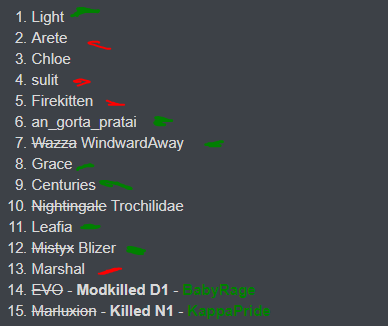 1. Light
2. Arete
3. Chloe
4. sulit
5. Firekitten
6. an_gorta_pratai
7. Wazza WindwardAway
8. Grace
9. Centuries
10. Nightingale Trochilidae
11. Leafia
12. Mistyx Blizer
13. Marshal
14. EVO - Modkilled D1 - BabyRage
15. Marluxion - Killed N1 - KappaPride